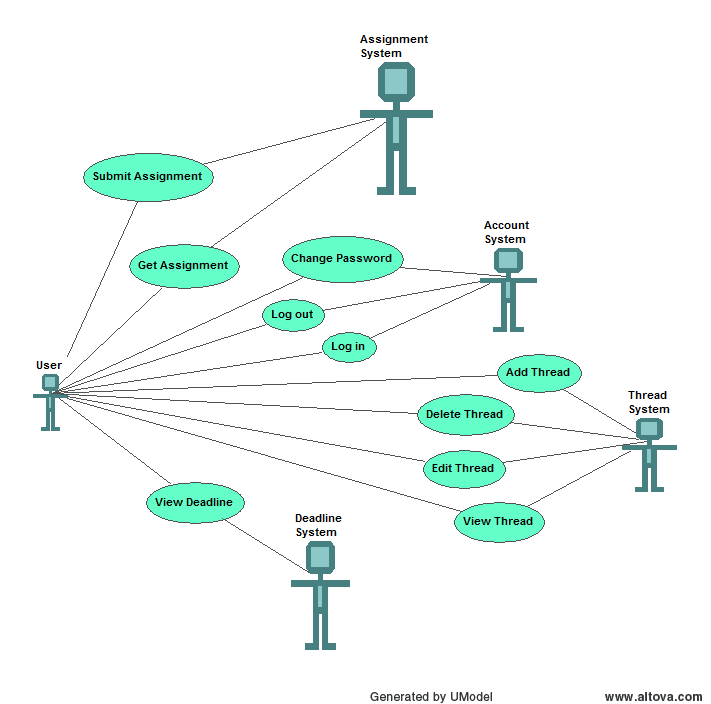 Assignment
System
Submit Assignment
Account
System
Get Assignment
Change Password
Log out
Log in
User
Add Thread
Thread
System
Delete Thread
Edit Thread
View Deadline
Deadline
System
View Thread
Generated by UModel
www.altova.com